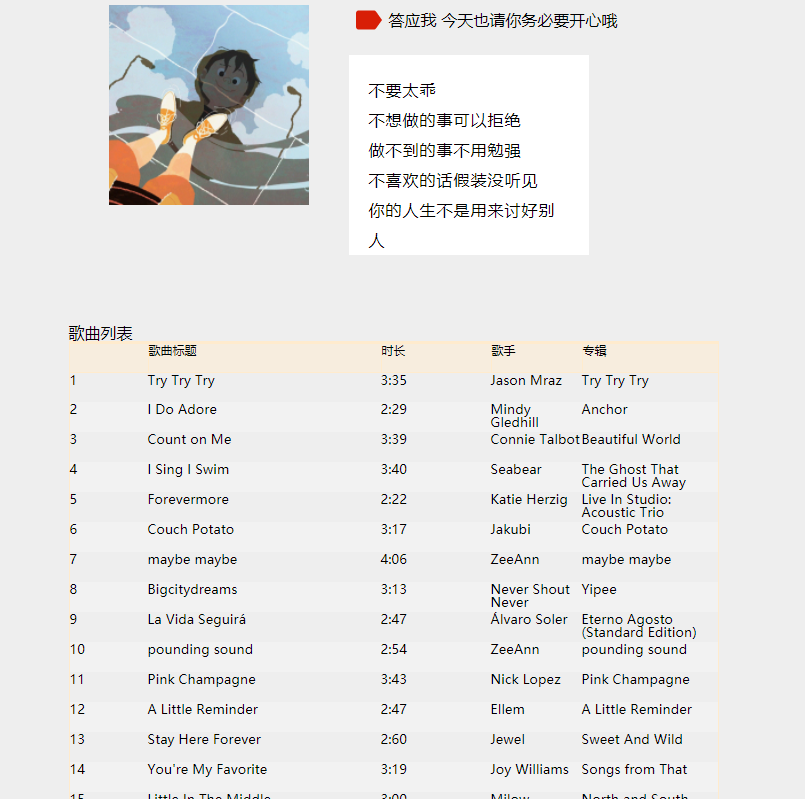 答应我 今天也请你务必要开心哦
不要太乖
不想做的事可以拒绝
做不到的事不用勉强
不喜欢的话假装没听见
你的人生不是用来讨好别
人
歌曲列表
歌曲标题 时长 歌手 专辑
1 Try Try Try 3:35 Jason Mraz Try Try Try
2 I Do Adore 2:29 Mindy Gledhill Anchor
3 Count on Me 3:39 Connie Talbot Beautiful World
4 I Sing I Swim 3:40 Seabear The Ghost That Carried Us Away
5 Forevermore 2:22 Katie Herzig Live In Studio: Acoustic Trio
6 Couch Potato 3:17 Jakubi Couch Potato
7 maybe maybe 4:06 ZeeAnn maybe maybe
8 Bigcitydreams 3:13 Never Shout Never Yipee
9 La Vida Seguirá 2:47 Álvaro Soler Eterno Agosto (Standard Edition)
10 pounding sound 2:54 ZeeAnn pounding sound
11 Pink Champagne 3:43 Nick Lopez Pink Champagne
12 A Little Reminder 2:47 Ellem A Little Reminder
13 Stay Here Forever 2:60 Jewel Sweet And Wild
14 You're My Favorite 3:19 Joy Williams Songs from That
15 Little In The Middle 3:00 Milow North and South